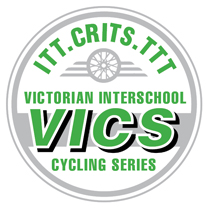 ITT.CRITS.TTT
VICTORIAN INTERSCHOOL
VICS
CYCLING SERIES